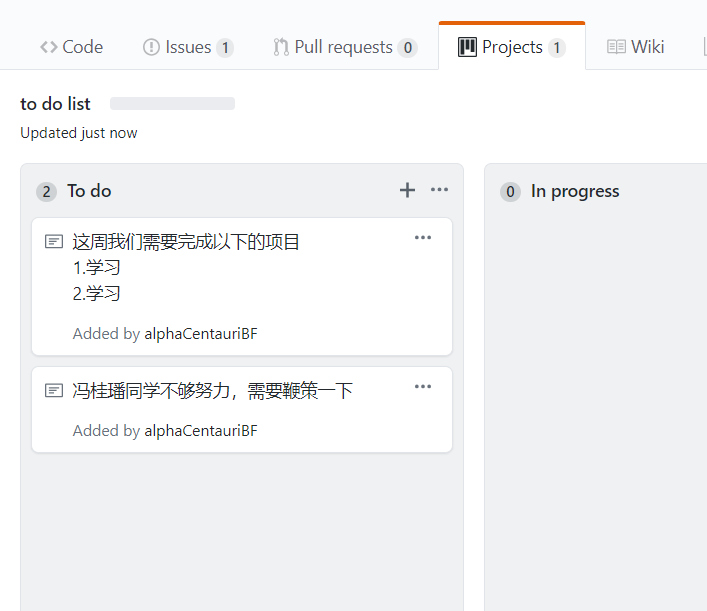 Code Issues 1 Pull requests 0 Projects 1 Wiki
to do list
Updated just now
2 To do
这周我们需要完成以下的项目
1.学习
2.学习
Added by alphaCentauriBF
冯桂璠同学不够努力，需要鞭策一下
Added by alphaCentauriBF
0 In progress